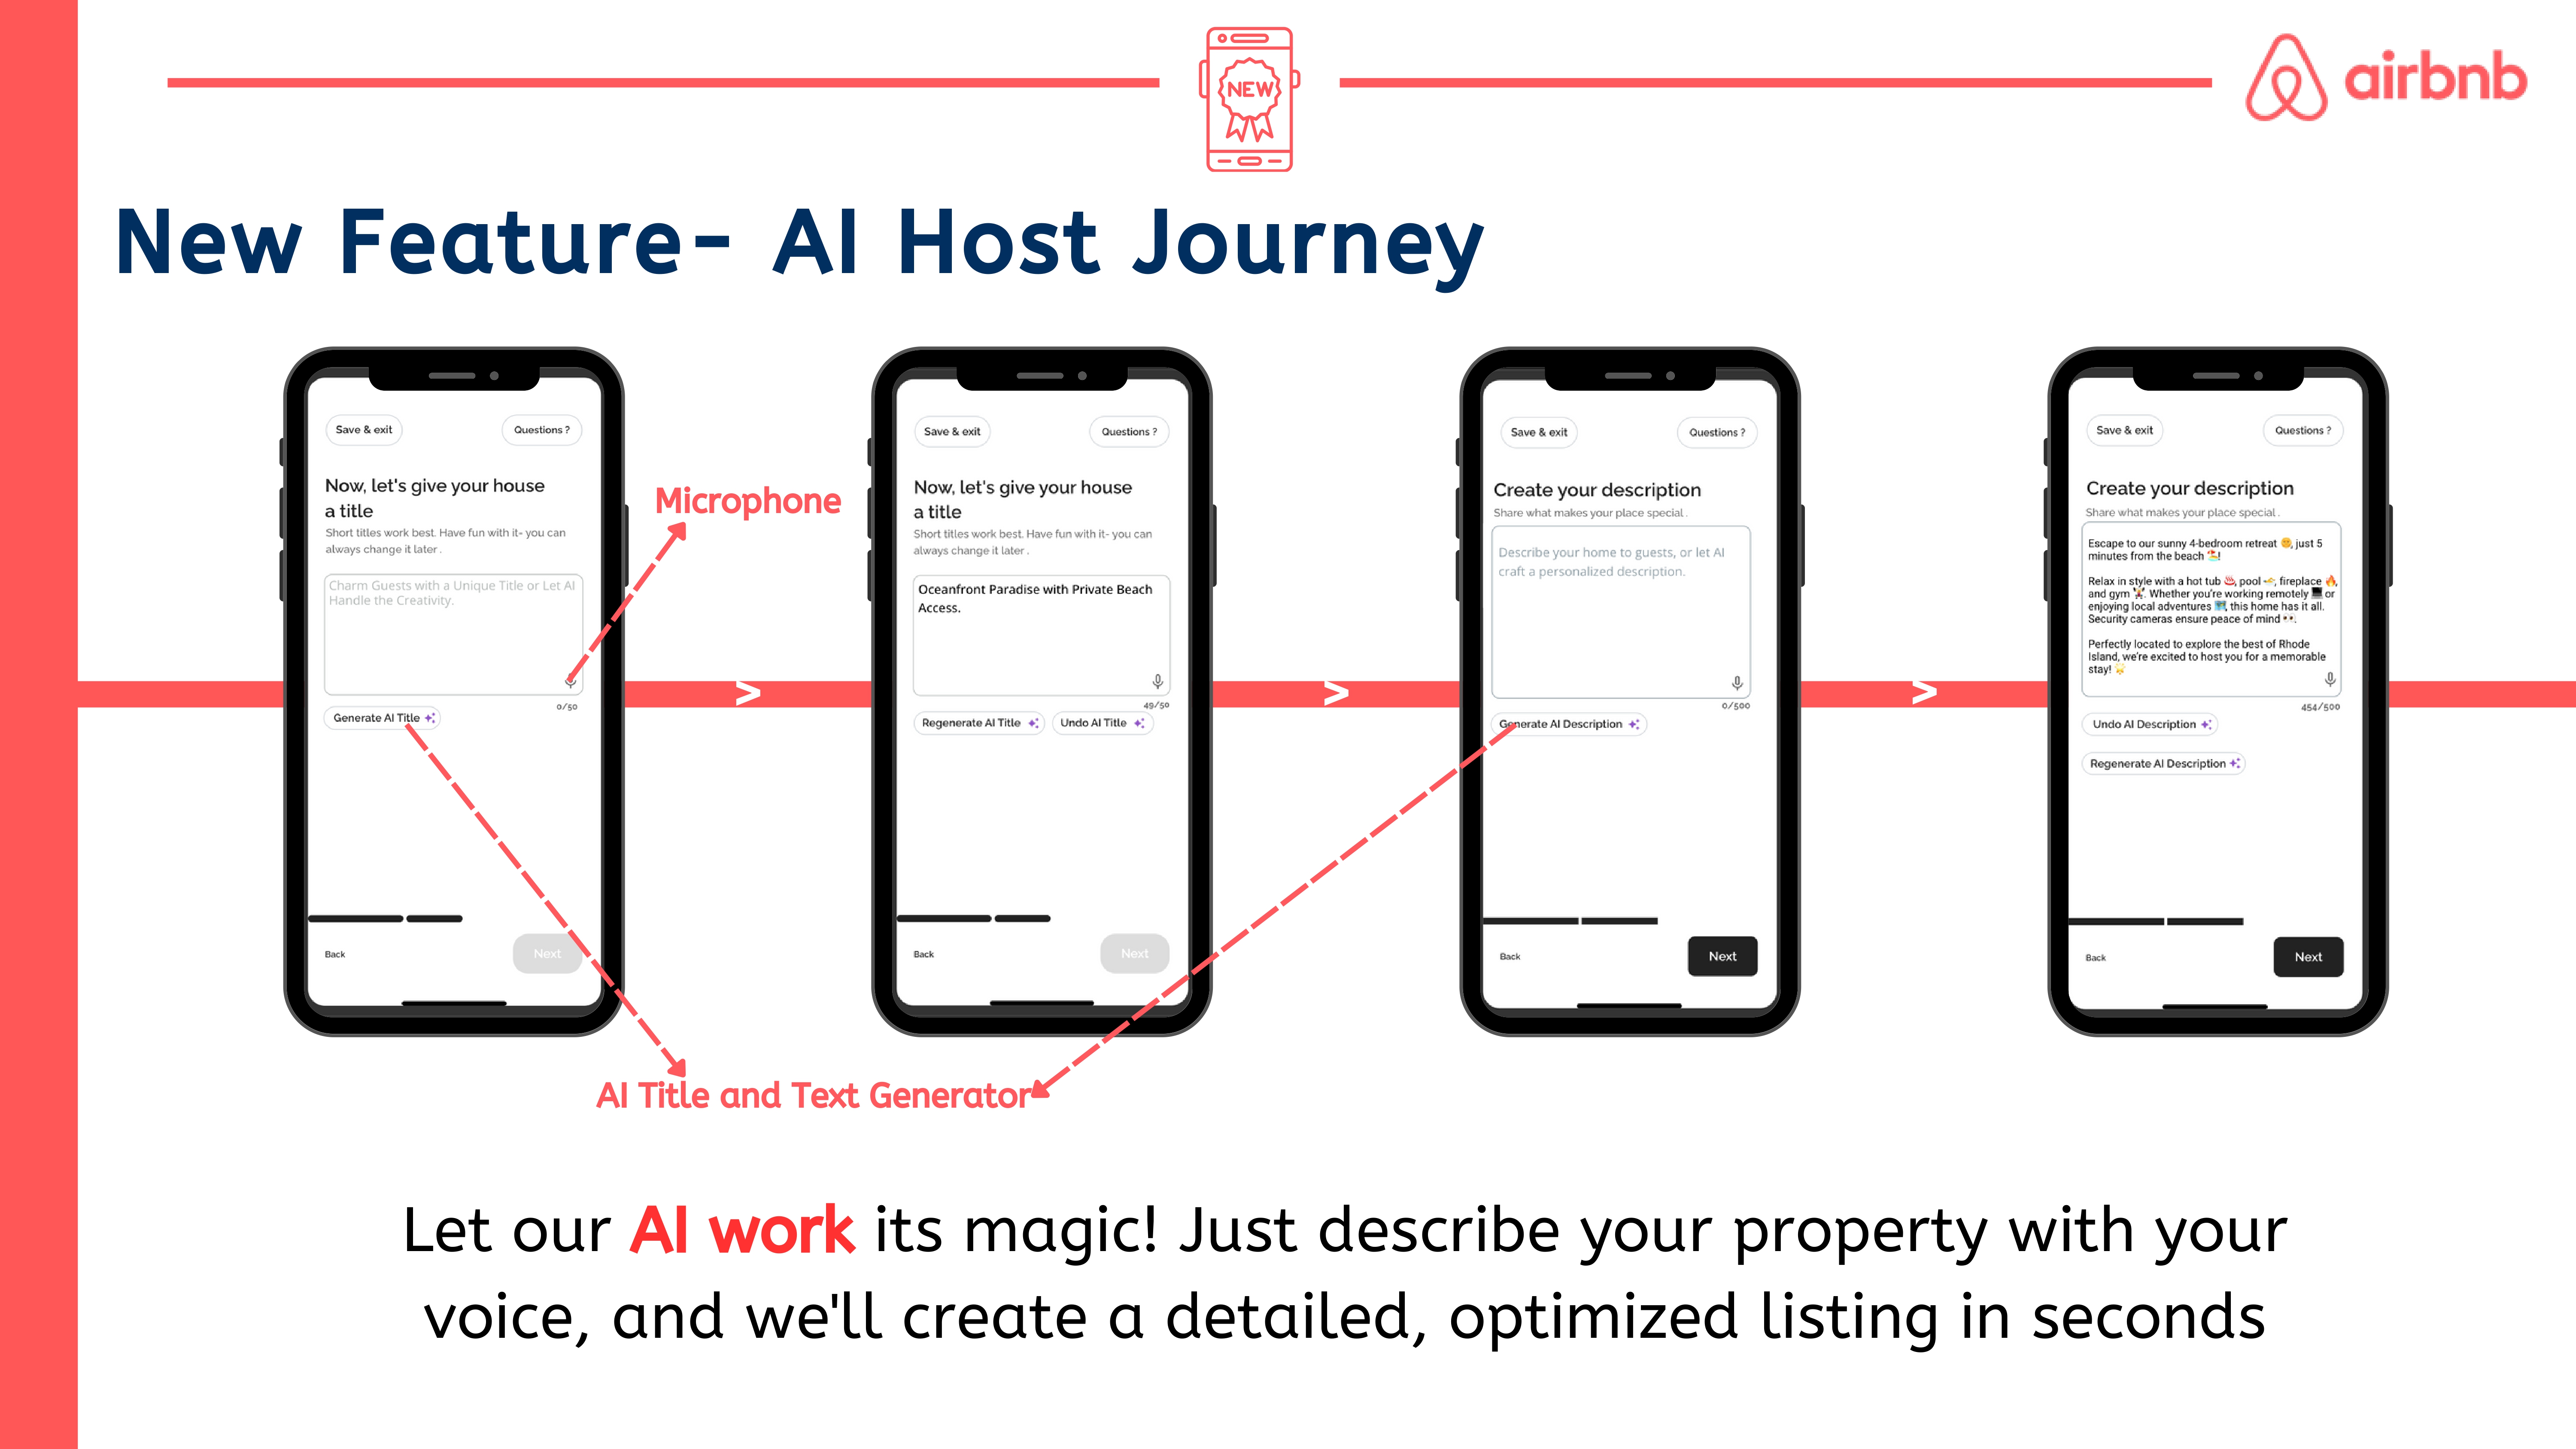 NEW
airbnb
New Feature- AI Host Journey
Save & exit
Questions ?
Now, let's give your house
a title
Short titles work best. Have fun with it- you can
always change it later .
Charm Guests with a Unique Title or Let AI
Handle the Creativity.
0/50
Generate AI Title
Back
Next
Microphone
>
Save & exit
Questions ?
Now, let's give your house
a title
Short titles work best. Have fun with it- you can
always change it later .
Oceanfront Paradise with Private Beach
Access.
49/50
Regenerate AI Title
Undo AI Title
Back
Next
>
Save & exit
Questions ?
Create your description
Share what makes your place special .
Describe your home to guests, or let AI
craft a personalized description.
0/500
Generate AI Description
Back
Next
>
Save & exit
Questions ?
Create your description
Share what makes your place special .
Escape to our sunny 4-bedroom retreat 🌞, just 5
minutes from the beach 🏖️!
Relax in style with a hot tub ♨️, pool 🏊, fireplace 🔥,
and gym 🏋️. Whether you're working remotely 💻 or
enjoying local adventures 🗺️, this home has it all.
Security cameras ensure peace of mind 👀.
Perfectly located to explore the best of Rhode
Island, we're excited to host you for a memorable
stay! 🌟
454/500
Undo AI Description
Regenerate AI Description
Back
Next
AI Title and Text Generator
Let our AI work its magic! Just describe your property with your
voice, and we'll create a detailed, optimized listing in seconds